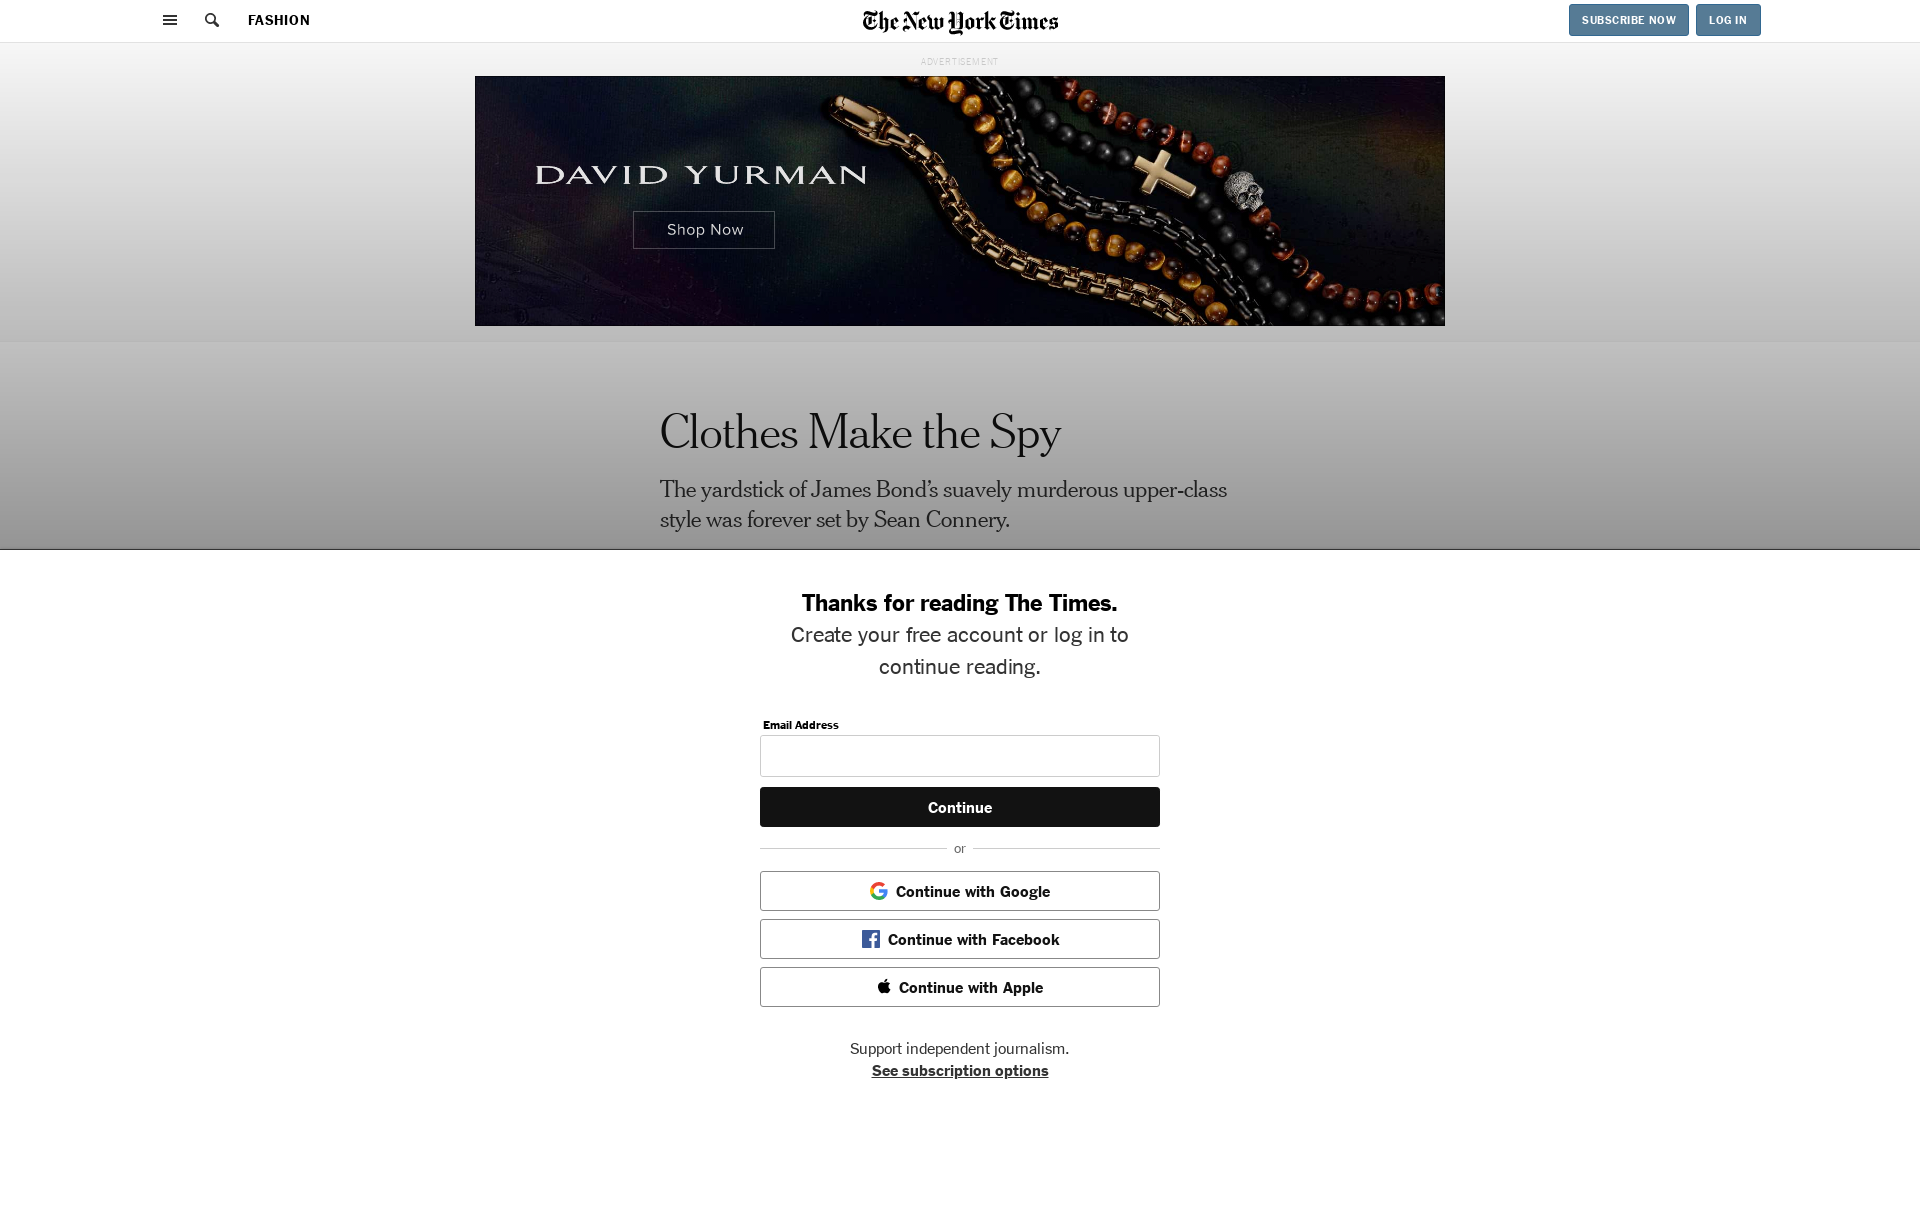 FASHION
The New York Times
SUBSCRIBE NOW
LOG IN
ADVERTISEMENT
DAVID YURMAN
Shop Now
Clothes Make the Spy
The yardstick of James Bond’s suavely murderous upper-class
style was forever set by Sean Connery.
Thanks for reading The Times.
Create your free account or log in to
continue reading.
Email Address
Continue
or
Continue with Google
Continue with Facebook
Continue with Apple
Support independent journalism.
See subscription options